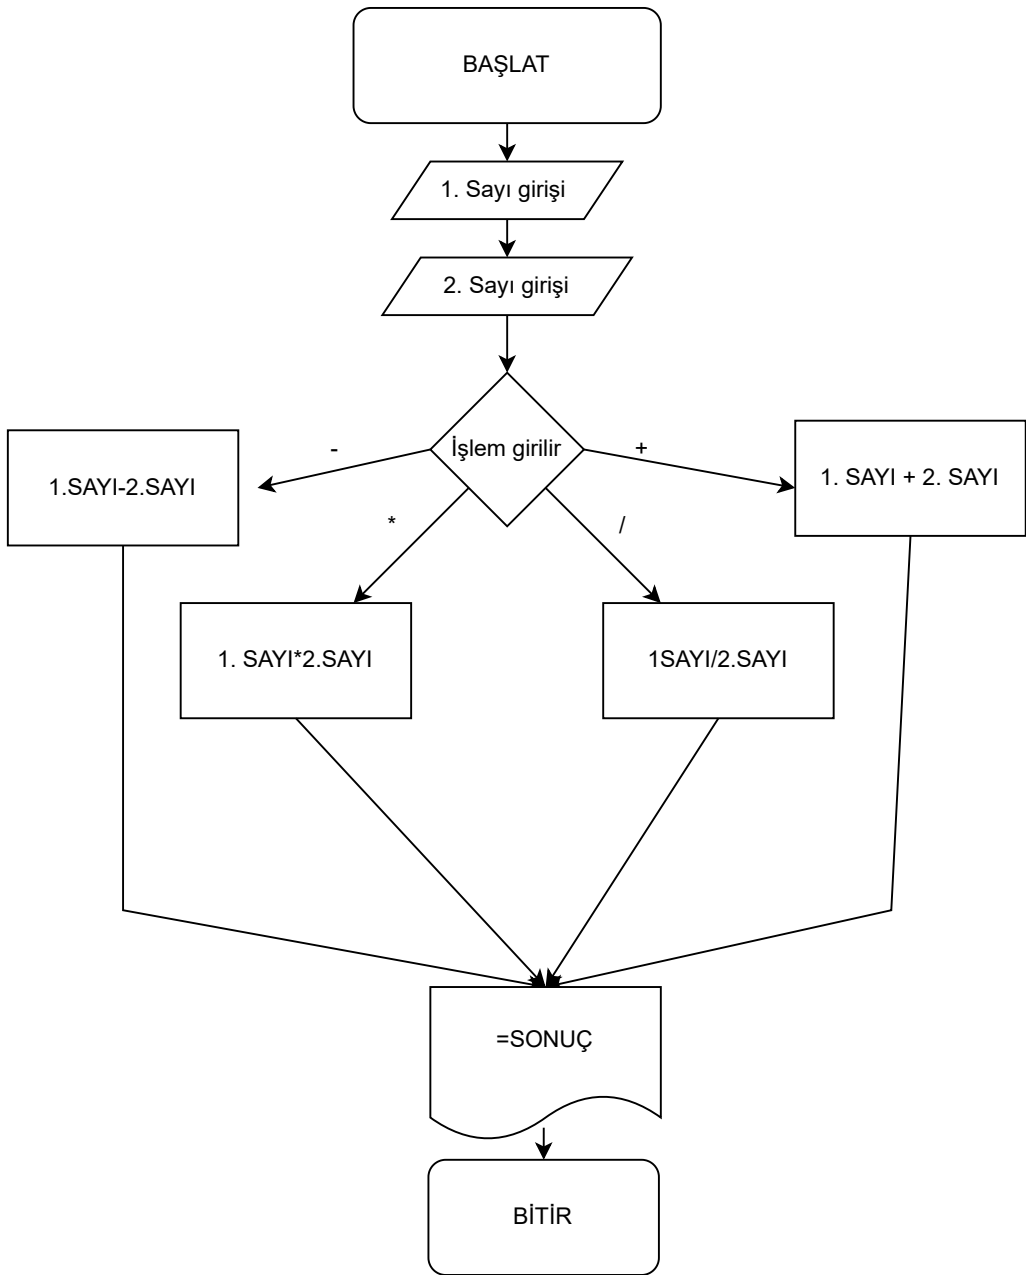 BAŞLAT
1. Sayı girişi
2. Sayı girişi
İşlem girilir
-
+
*
/
1.SAYI-2.SAYI
1. SAYI + 2. SAYI
1. SAYI*2.SAYI
1SAYI/2.SAYI
=SONUÇ
BİTİR